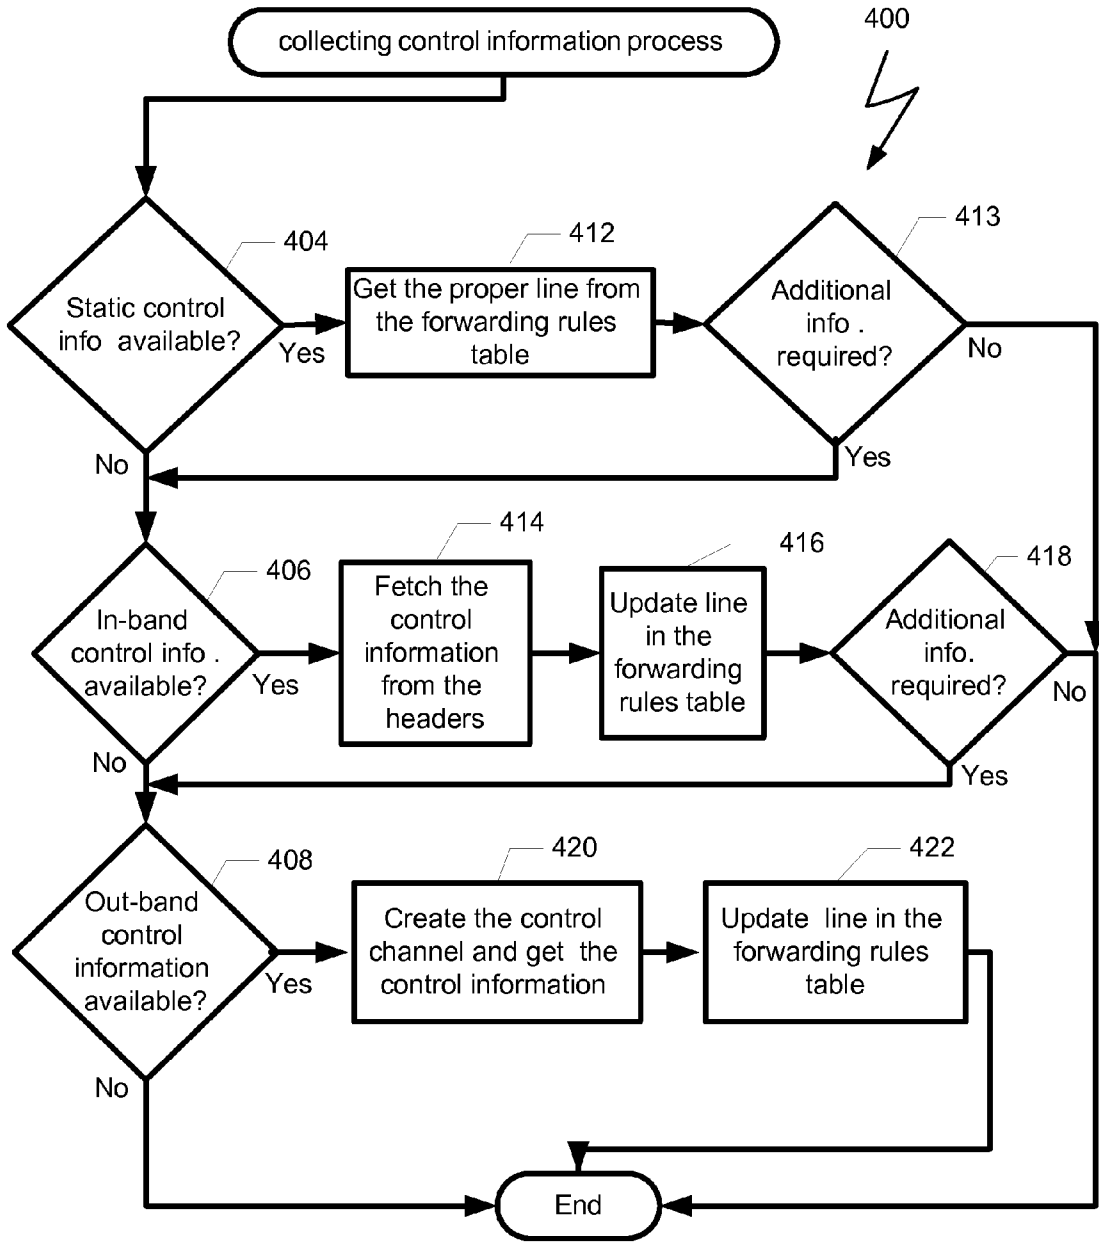 collecting control information process
400
404
Static control
info available?
Yes
No
412
Get the proper line from
the forwarding rules
table
413
Additional
info .
required?
No
Yes
406
In-band
control info .
available?
Yes
No
414
Fetch the
control
information
from the
headers
416
Update line
in the
forwarding
rules table
418
Additional
info.
required?
No
Yes
408
Out-band
control
information
available?
Yes
No
420
Create the control
channel and get the
control information
422
Update line in the
forwarding rules
table
End